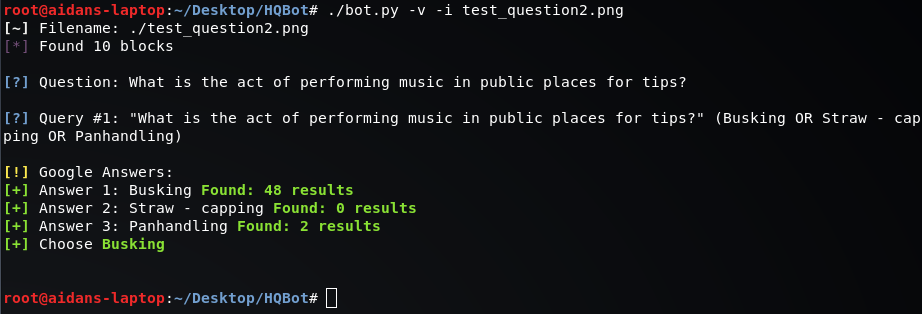 root@aidans-laptop:~/Desktop/HQBot# ./bot.py -v -i test_question2.png
[~] Filename: ./test_question2.png
[*] Found 10 blocks
[?] Question: What is the act of performing music in public places for tips?
[?] Query #1: "What is the act of performing music in public places for tips?" (Busking OR Straw - cap
ping OR Panhandling)
[!] Google Answers:
[+] Answer 1: Busking Found: 48 results
[+] Answer 2: Straw - capping Found: 0 results
[+] Answer 3: Panhandling Found: 2 results
[+] Choose Busking
root@aidans-laptop:~/Desktop/HQBot#